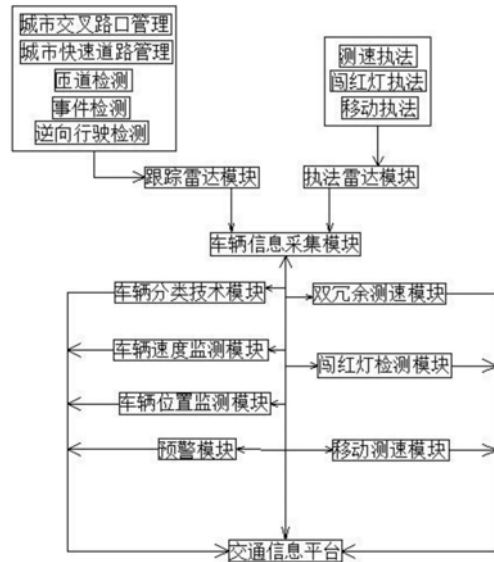 城市交叉路口管理
城市快速道路管理
匝道检测
事件检测
逆向行驶检测
测速执法
闯红灯执法
移动执法
跟踪雷达模块
执法雷达模块
车辆信息采集模块
车辆分类技术模块
双冗余测速模块
车辆速度监测模块
闯红灯检测模块
车辆位置监测模块
预警模块
移动测速模块
交通信息平台